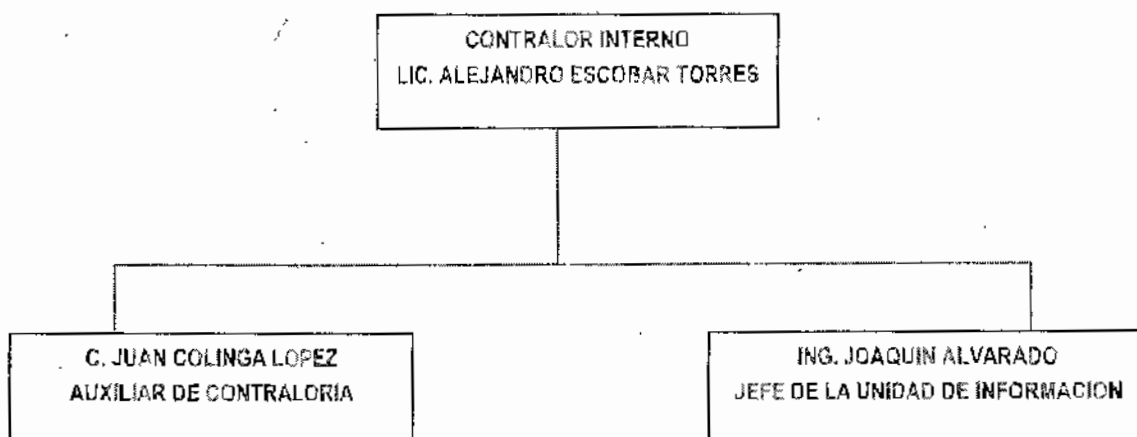 CONTRALOR INTERNO
LIC. ALEJANDRO ESCOBAR TORRES
C. JUAN COLINGA LOPEZ
AUXILIAR DE CONTRALORIA
ING. JOAQUIN ALVARADO
JEFE DE LA UNIDAD DE INFORMACION